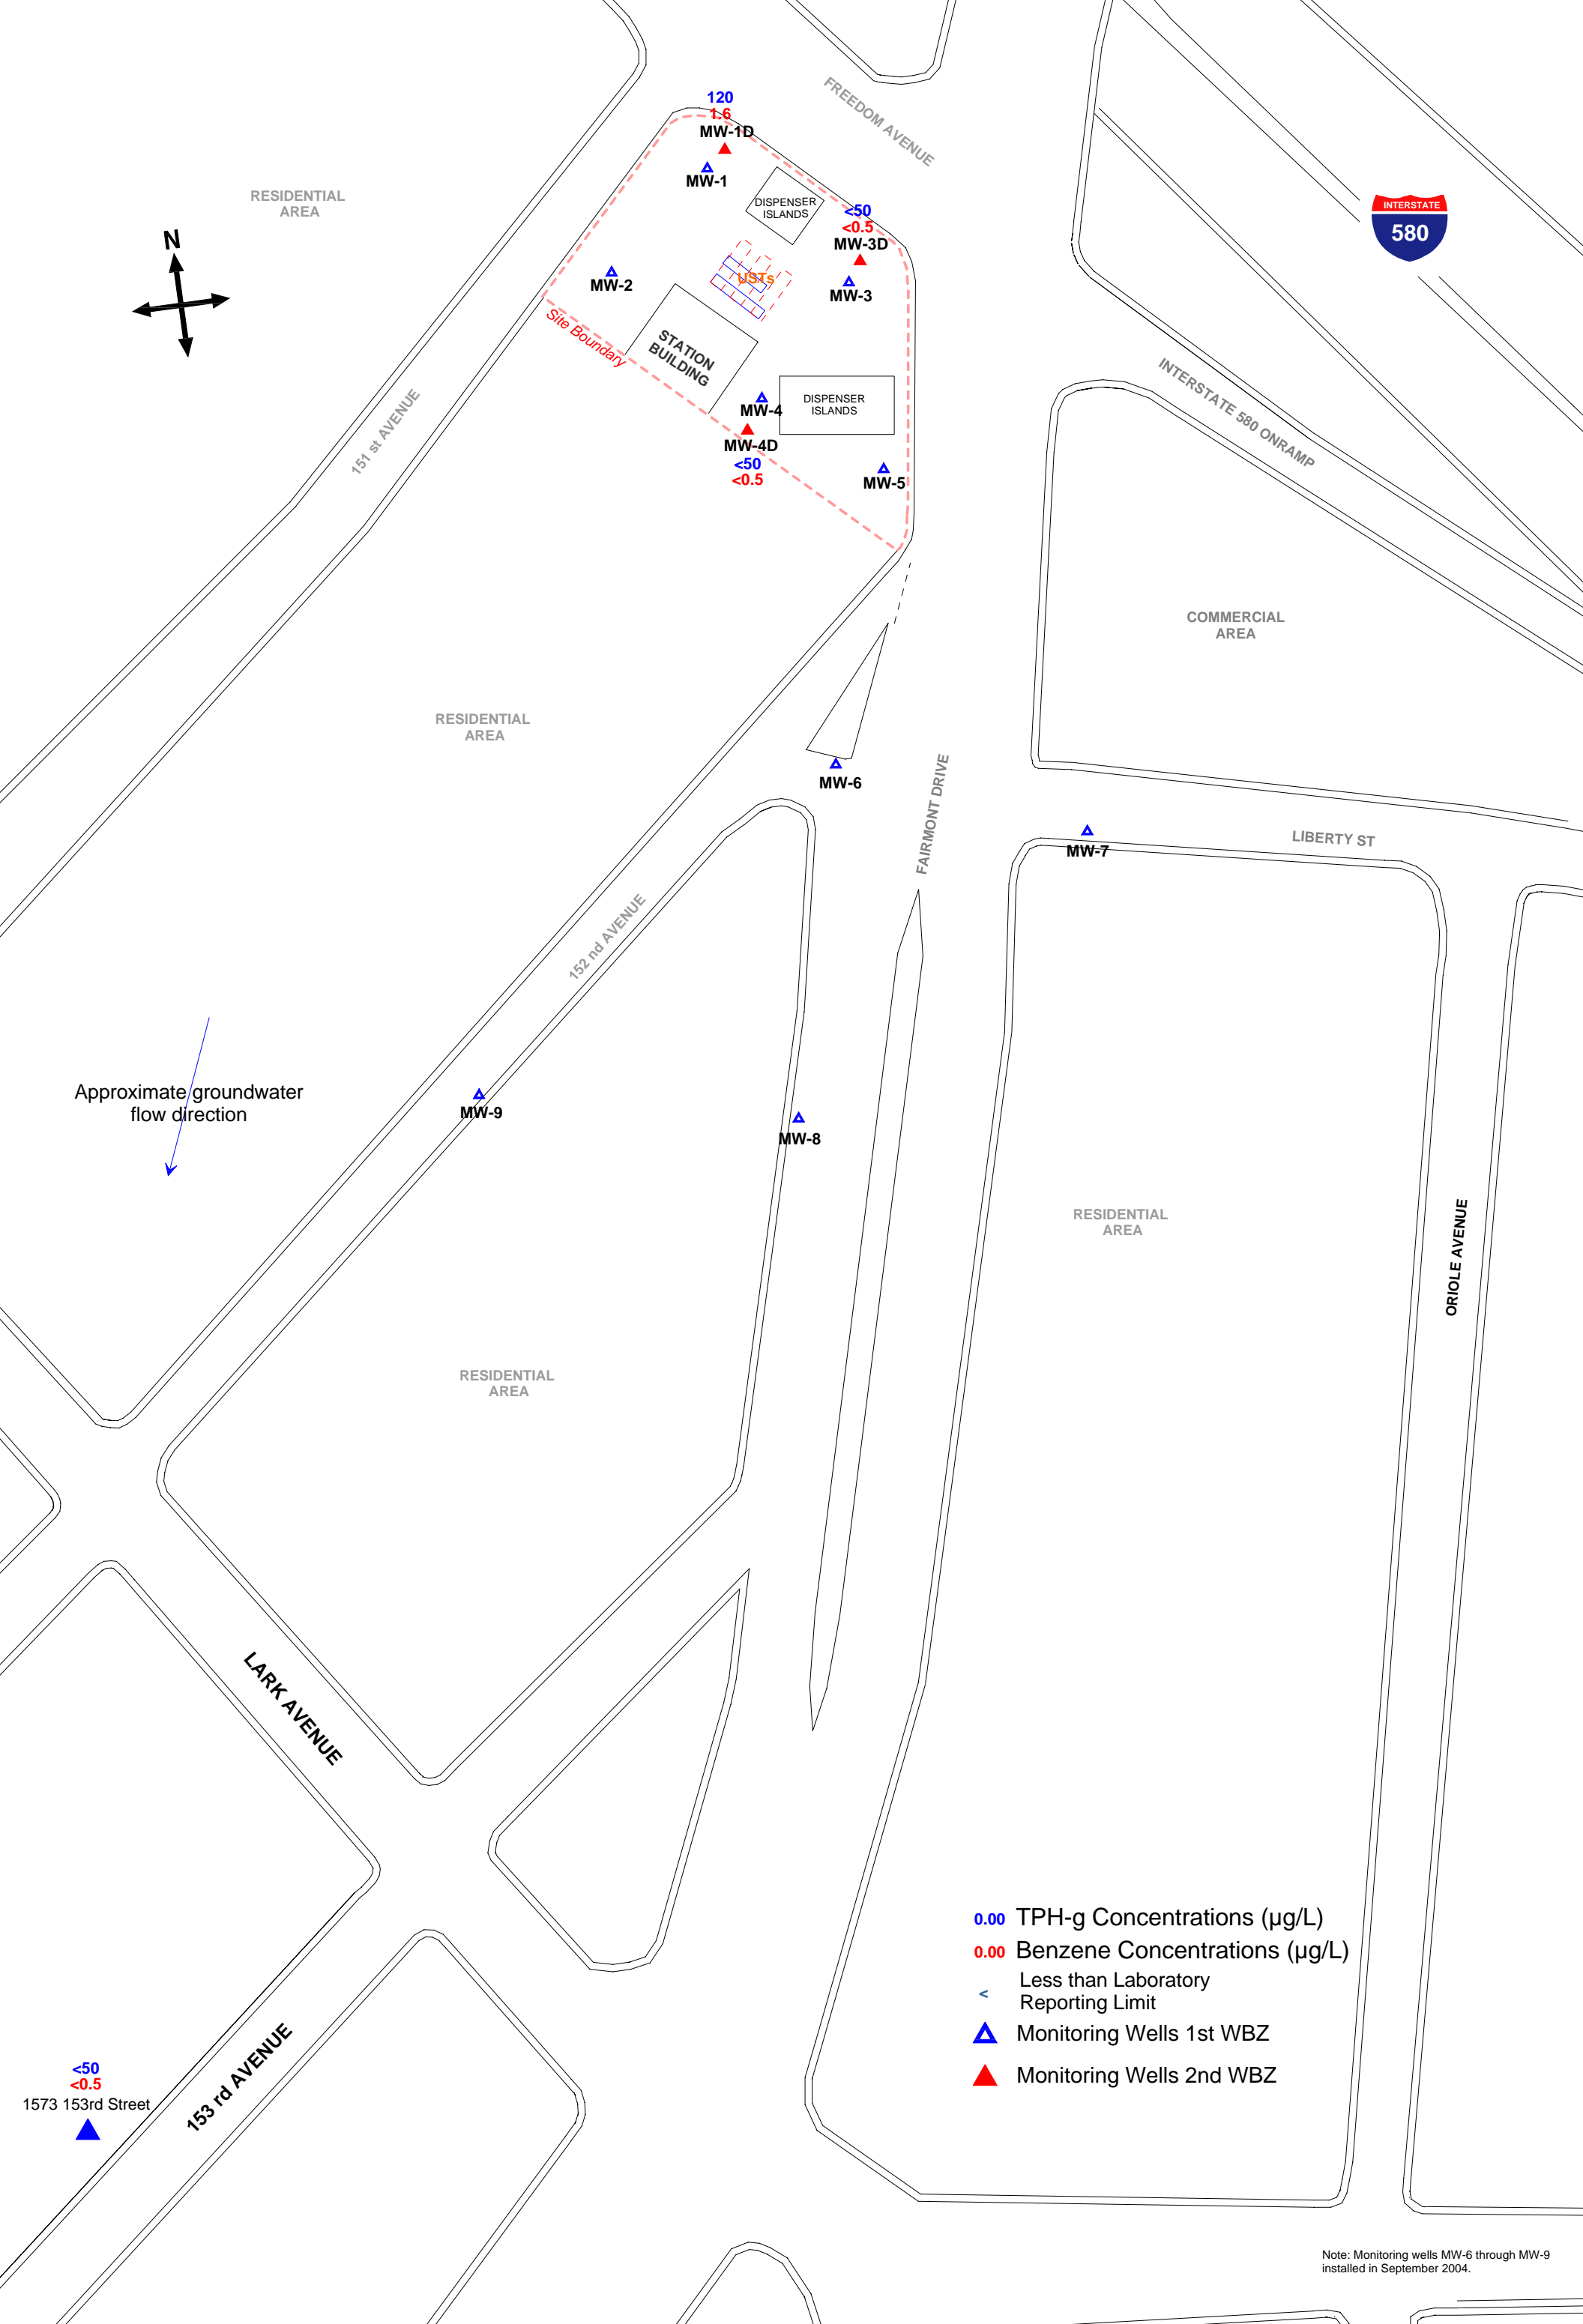 FREEDOM AVENUE
120
1.6
MW-1D
MW-1
RESIDENTIAL
AREA
DISPENSER
ISLANDS
<50
<0.5
MW-3D
INTERSTATE
580
N
MW-2
USTs
MW-3
Site Boundary
STATION
BUILDING
MW-4
DISPENSER
ISLANDS
MW-4D
<50
<0.5
MW-5
151 st AVENUE
INTERSTATE 580 ONRAMP
COMMERCIAL
AREA
RESIDENTIAL
AREA
MW-6
FAIRMONT DRIVE
MW-7
LIBERTY ST
152 nd AVENUE
Approximate groundwater
flow direction
MW-9
MW-8
RESIDENTIAL
AREA
ORIOLE AVENUE
RESIDENTIAL
AREA
LARK AVENUE
0.00 TPH-g Concentrations (µg/L)
0.00 Benzene Concentrations (µg/L)
< Less than Laboratory
Reporting Limit
Monitoring Wells 1st WBZ
Monitoring Wells 2nd WBZ
<50
<0.5
1573 153rd Street
153 rd AVENUE
Note: Monitoring wells MW-6 through MW-9
installed in September 2004.